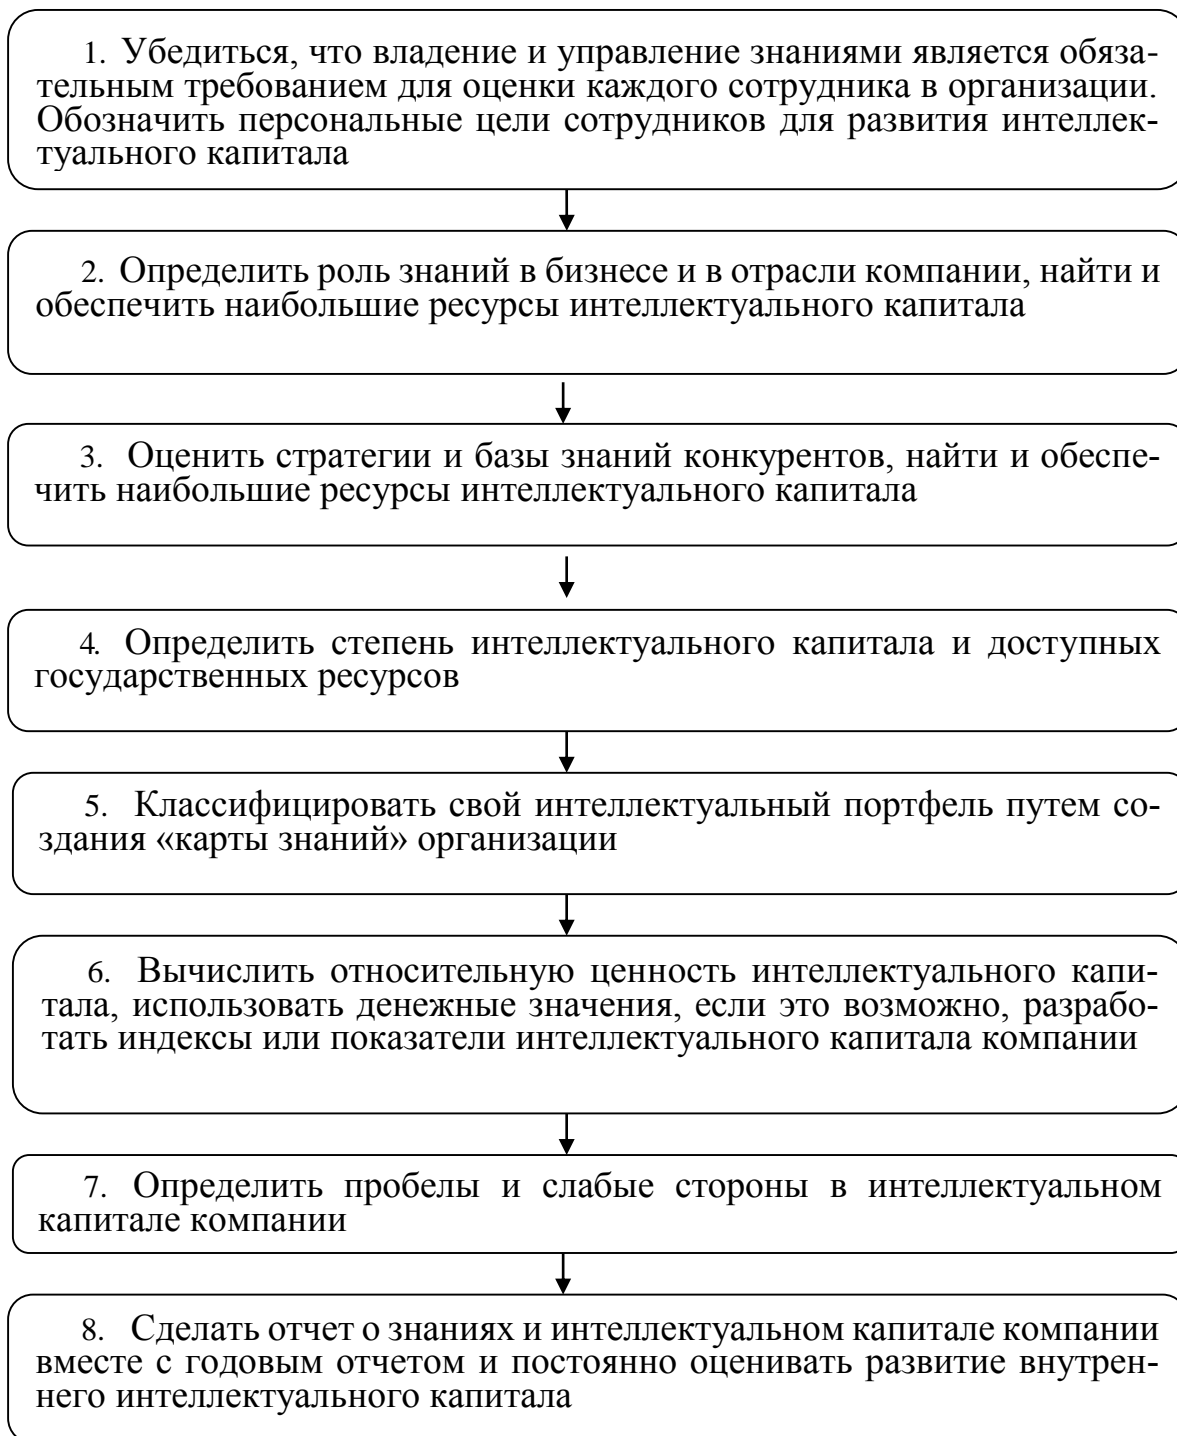 1. Убедиться, что владение и управление знаниями является обяза-
тельным требованием для оценки каждого сотрудника в организации.
Обозначить персональные цели сотрудников для развития интеллек-
туального капитала
2. Определить роль знаний в бизнесе и в отрасли компании, найти и
обеспечить наибольшие ресурсы интеллектуального капитала
3. Оценить стратегии и базы знаний конкурентов, найти и обеспе-
чить наибольшие ресурсы интеллектуального капитала
4. Определить степень интеллектуального капитала и доступных
государственных ресурсов
5. Классифицировать свой интеллектуальный портфель путем со-
здания «карты знаний» организации
6. Вычислить относительную ценность интеллектуального капи-
тала, использовать денежные значения, если это возможно, разрабо-
тать индексы или показатели интеллектуального капитала компании
7. Определить пробелы и слабые стороны в интеллектуальном
капитале компании
8. Сделать отчет о знаниях и интеллектуальном капитале компании
вместе с годовым отчетом и постоянно оценивать развитие внутрен-
него интеллектуального капитала